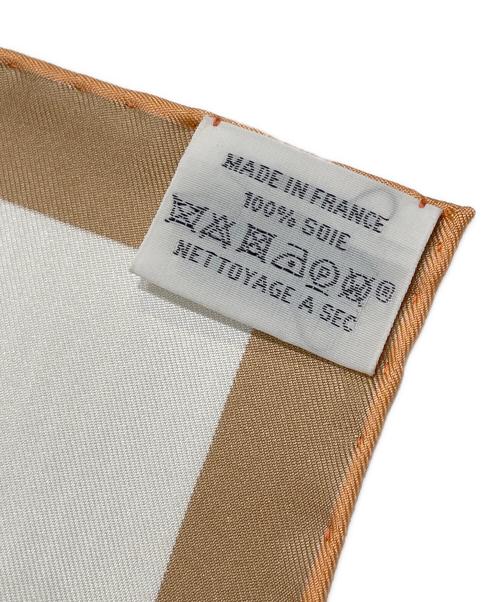 MADE IN FRANCE
100% SOIE
®
NETTOYAGE A SEC